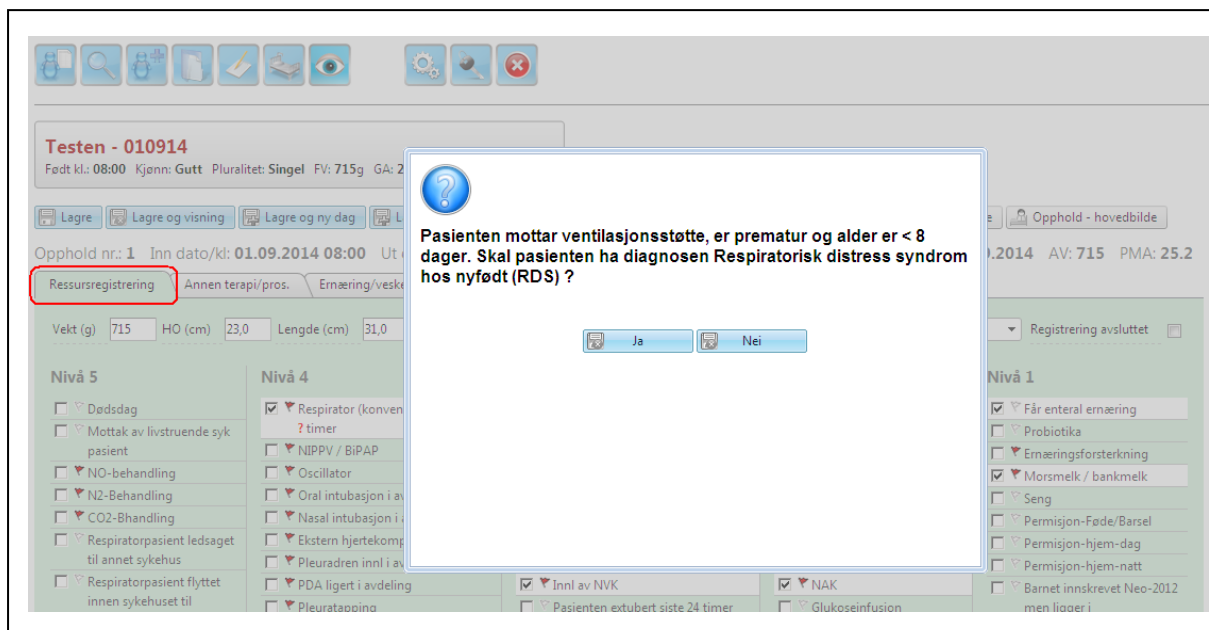 Testen - 010914
Født kl.: 08:00 Kjønn: Gutt Pluralitet: Singel FV: 715g GA: 2
Lagre Lagre og visning Lagre og ny dag L e Opphold - hovedbilde
Opphold nr.: 1 Inn dato/kl: 01.09.2014 08:00 Ut .2014 AV: 715 PMA: 25.2
Ressursregistrering Annen terapi/pros. Ernæring/veske
Pasienten mottar ventilasjonsstøtte, er prematur og alder er < 8
dager. Skal pasienten ha diagnosen Respiratorisk distress syndrom
hos nyfødt (RDS) ?
Ja Nei
Vekt (g) 715 HO (cm) 23,0 Lengde (cm) 31,0 Registrering avsluttet
Nivå 5
Dødsdag
Mottak av livstruende syk
pasient
NO-behandling
N2-Behandling
CO2-Bhandling
Respiratorpasient ledsaget
til annet sykehus
Respiratorpasient flyttet
innen sykehuset til
Nivå 4
Respirator (konven
? timer
NIPPV / BiPAP
Oscillator
Oral intubasjon i av
Nasal intubasjon i
Ekstern hjertekomp
Pleuradren innl i av
PDA ligert i avdeling
Pleuratapping
Innl av NVK
Pasienten extubert siste 24 timer
NAK
Glukoseinfusion
Nivå 1
Får enteral ernæring
Probiotika
Ernæringsforsterkning
Morsmelk / bankmelk
Seng
Permisjon-Føde/Barsel
Permisjon-hjem-dag
Permisjon-hjem-natt
Barnet innskrevet Neo-2012
men ligger i